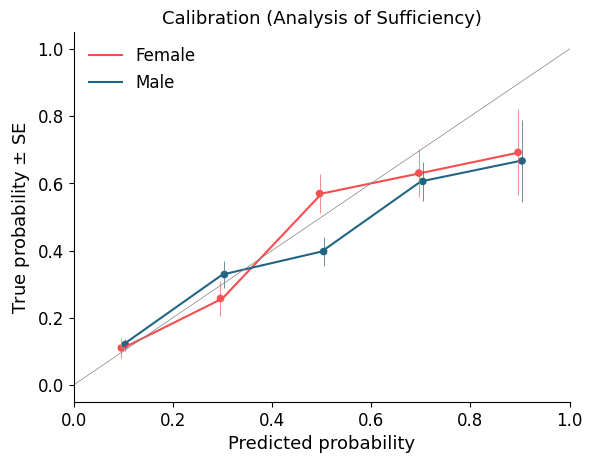 Calibration (Analysis of Sufficiency)
Female
Male
True probability ± SE
1.0
0.8
0.6
0.4
0.2
0.0
0.0 0.2 0.4 0.6 0.8 1.0
Predicted probability